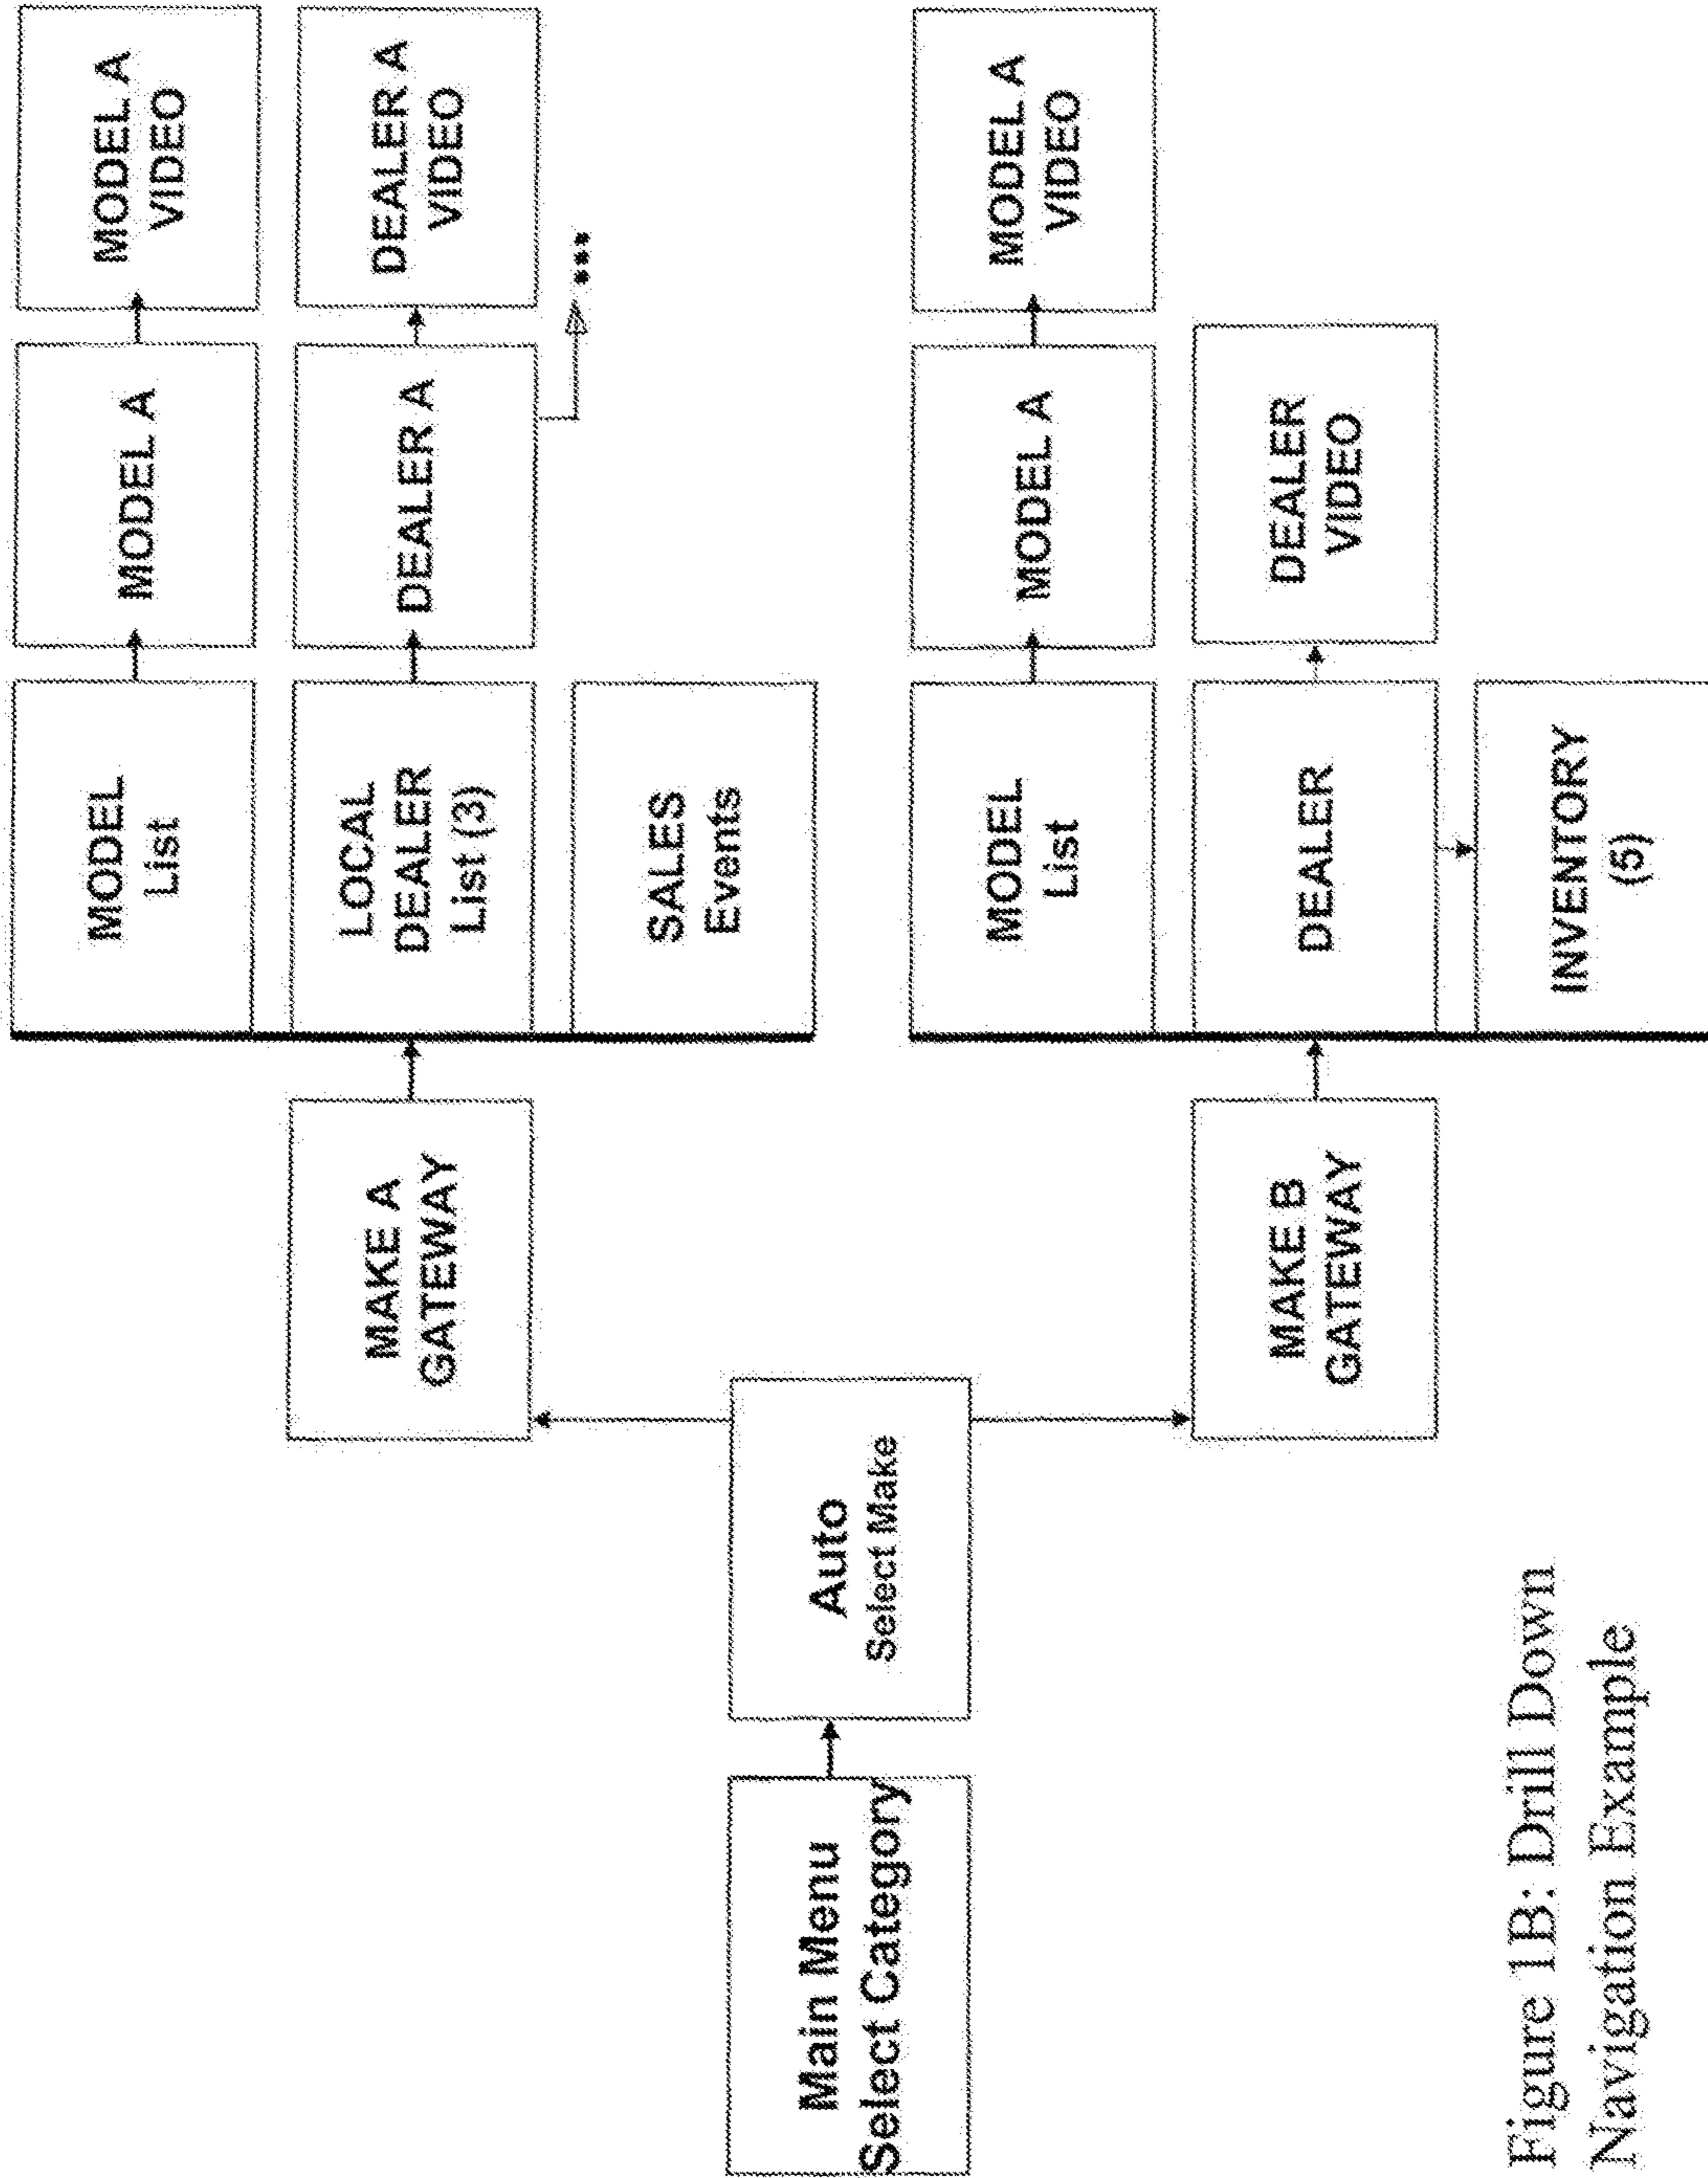 Main Menu
Select Category
Auto
Select Make
MAKE A
GATEWAY
MODEL
List
MODEL A
MODEL A
VIDEO
LOCAL
DEALER
List (3)
DEALER A
DEALER A
VIDEO
...
SALES
Events
MAKE B
GATEWAY
MODEL
List
MODEL A
MODEL A
VIDEO
DEALER
DEALER
VIDEO
INVENTORY
(5)
Figure 1B: Drill Down
Navigation Example